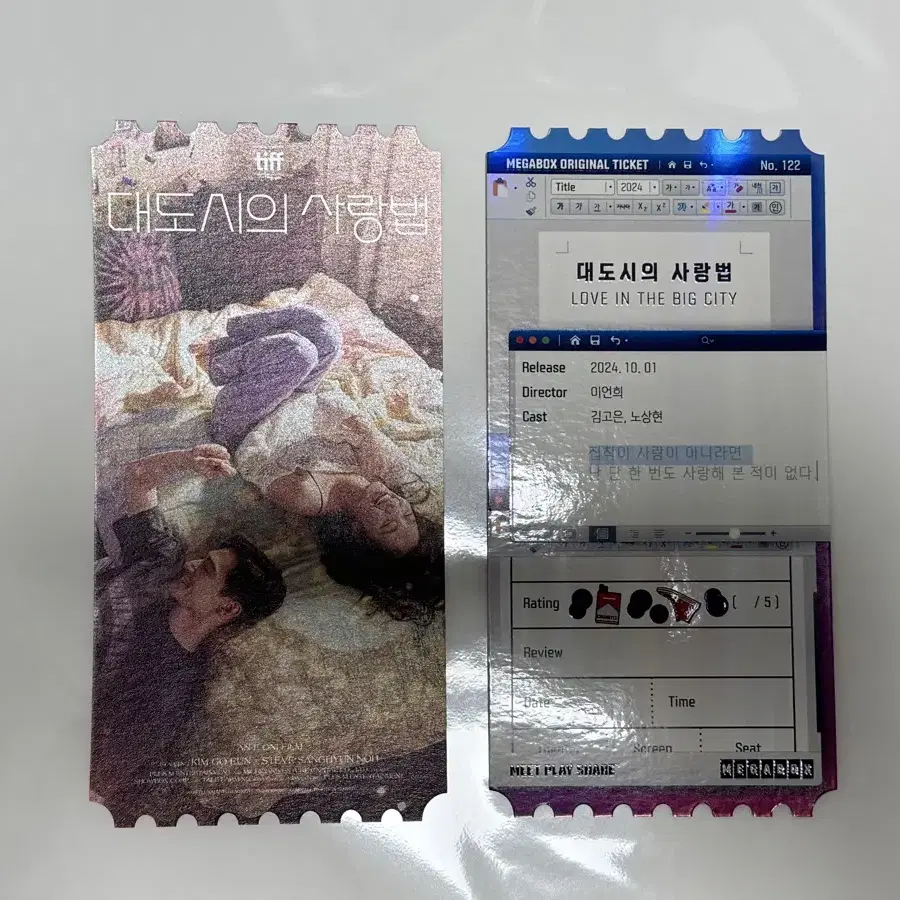 tiff
대도시의 사랑법
KIM GO EUN STEVE SANGHYUN NOH
MEGABOX ORIGINAL TICKET No. 122
Title 2024
대도시의 사랑법
LOVE IN THE BIG CITY
Release 2024. 10. 01
Director 이언희
Cast 김고은, 노상현
집착이 사랑이 아니라면
난 단 한 번도 사랑해 본 적이 없다.
Rating ( /5)
Review
Date Time
Screen Seat
MEET PLAY SHARE MEGABOX